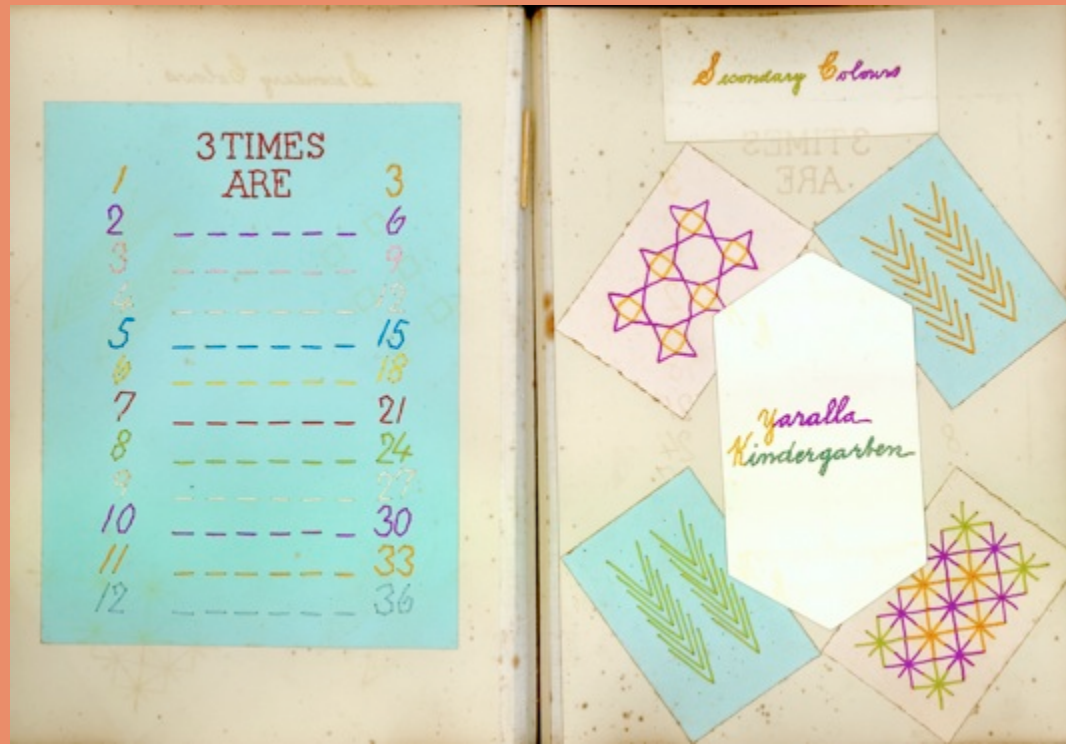 3 TIMES
ARE
1 3
2 _ _ _ _ _ _ 6
3 _ _ _ _ _ _ 9
4 _ _ _ _ _ _ 12
5 _ _ _ _ _ _ 15
6 _ _ _ _ _ _ 18
7 _ _ _ _ _ _ 21
8 _ _ _ _ _ _ 24
9 _ _ _ _ _ _ 27
10 _ _ _ _ _ _ 30
11 _ _ _ _ _ _ 33
12 _ _ _ _ _ _ 36
Secondary Colours
Yaralla
Kindergarten